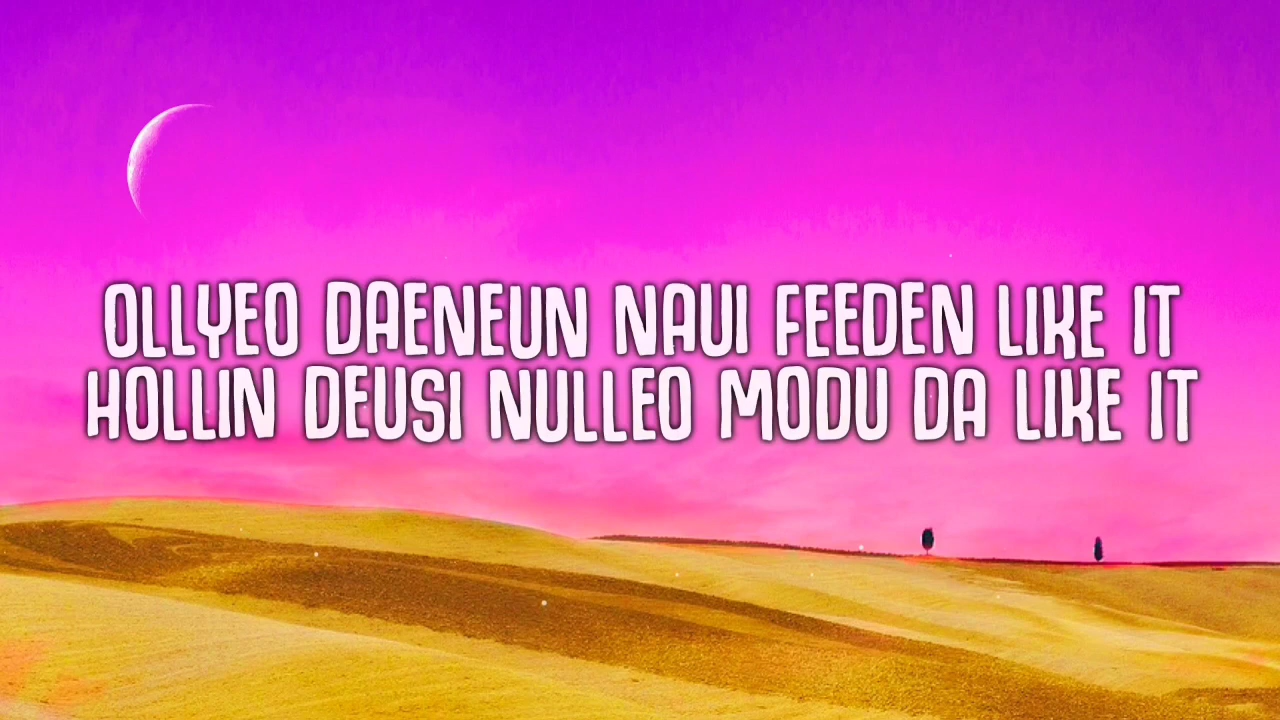 OLLYEO DAENEUN NAUI FEEDEN LIKE IT
HOLLIN DEUSI NULLEO MODU DA LIKE IT